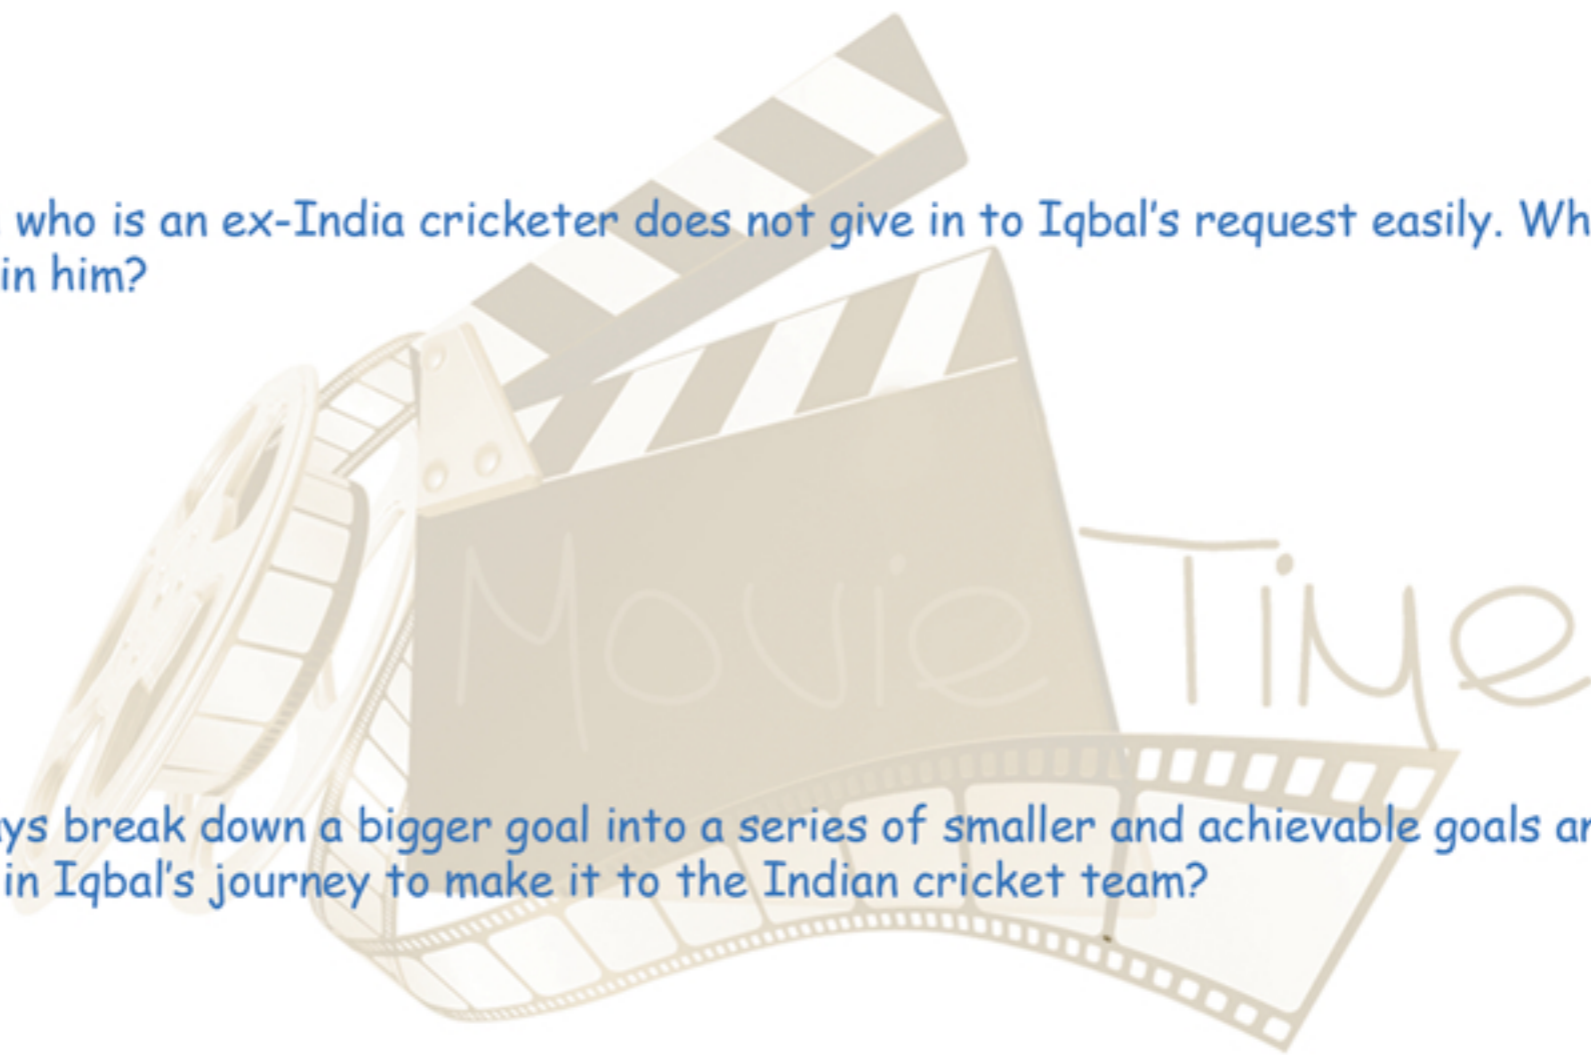 who is an ex-India cricketer does not give in to Iqbal's request easily. Wh
in him?
Movie Time
ays break down a bigger goal into a series of smaller and achievable goals an
in Iqbal's journey to make it to the Indian cricket team?